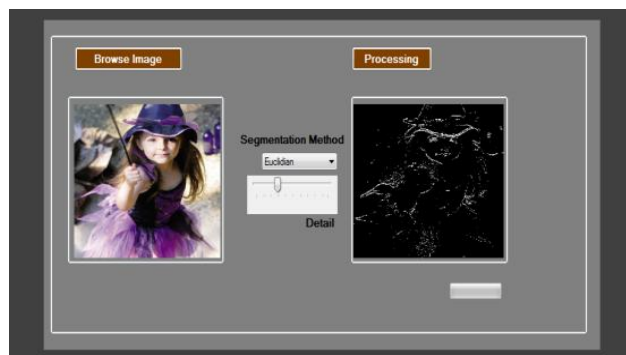 Browse Image
Processing
Segmentation Method
Euclidian
Detail